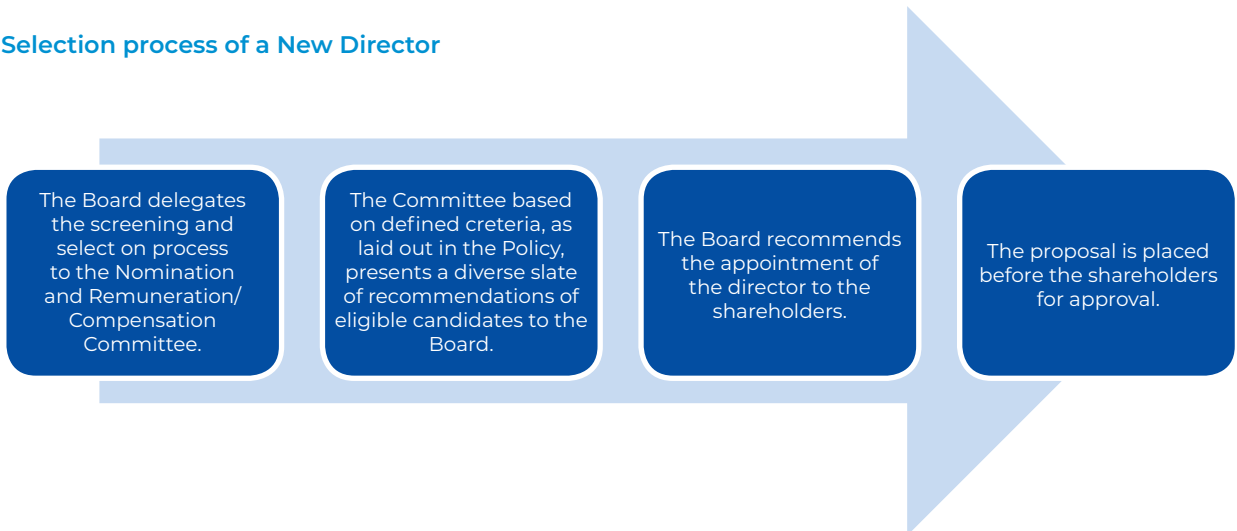 Selection process of a New Director
The Board delegates
the screening and
select on process
to the Nomination
and Remuneration/
Compensation
Committee.
The Committee based
on defined creteria, as
laid out in the Policy,
presents a diverse slate
of recommendations of
eligible candidates to the
Board.
The Board recommends
the appointment of
the director to the
shareholders.
The proposal is placed
before the shareholders
for approval.